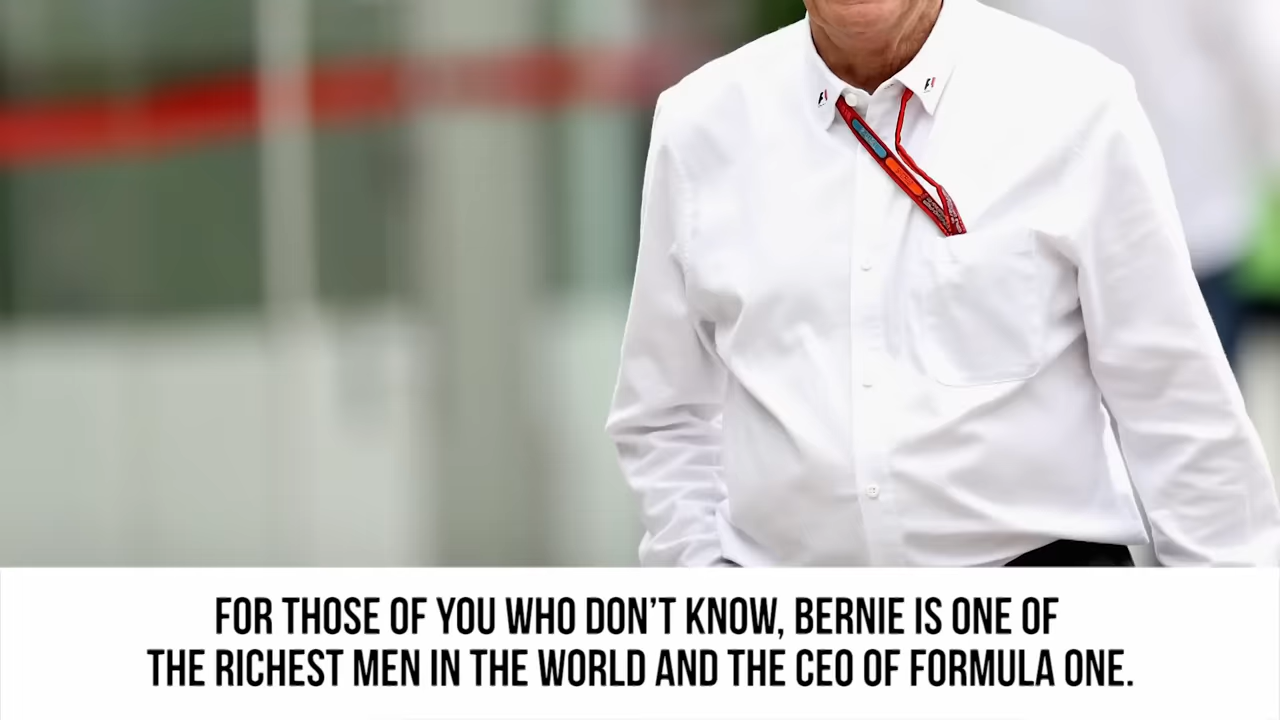 FOR THOSE OF YOU WHO DON'T KNOW, BERNIE IS ONE OF
THE RICHEST MEN IN THE WORLD AND THE CEO OF FORMULA ONE.